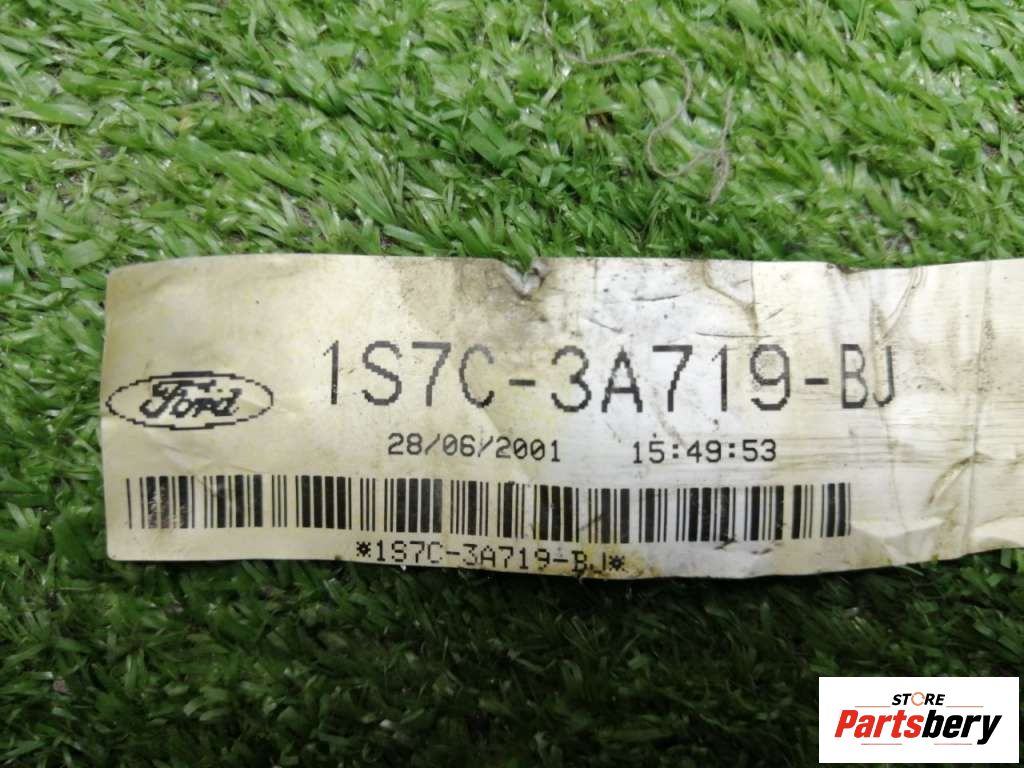 Ford
1S7C-3A719-BJ
28/06/2001 15:49:53
*1S7C-3A719-BJ*
STORE
Partsbery